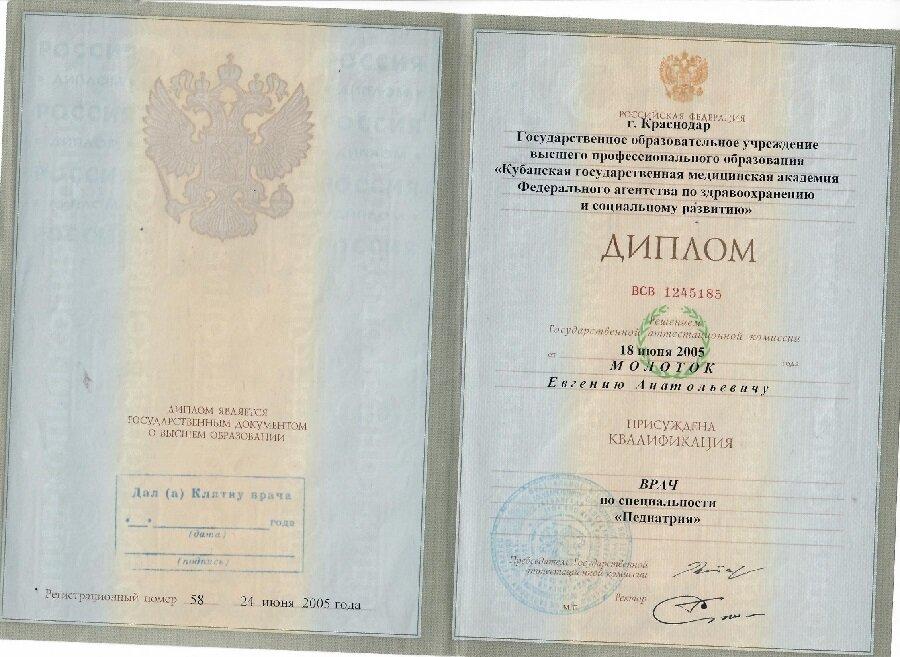 ДИПЛОМ ЯВЛЯЕТСЯ
ГОСУДАРСТВЕННЫМ ДОКУМЕНТОМ
О ВЫСШЕМ ОБРАЗОВАНИИ
Дал (а) Клятву врача
года
(дата)
(подпись)
Регистрационный номер 58 24 июня 2005 года
РОССИЙСКАЯ ФЕДЕРАЦИЯ
г. Краснодар
Государственное образовательное учреждение
высшего профессионального образования
«Кубанская государственная медицинская академия
Федерального агентства по здравоохранению
и социальному развитию»
ДИПЛОМ
ВСВ 1245185
Решением
Государственной аттестационной комиссии
от 18 июня 2005 года
МОЛОТОК
Евгению Анатольевичу
ПРИСУЖДЕНА
КВАЛИФИКАЦИЯ
ВРАЧ
по специальности
«Педиатрия»
Председатель Государственной
аттестационной комиссии
Ректор
М.П.